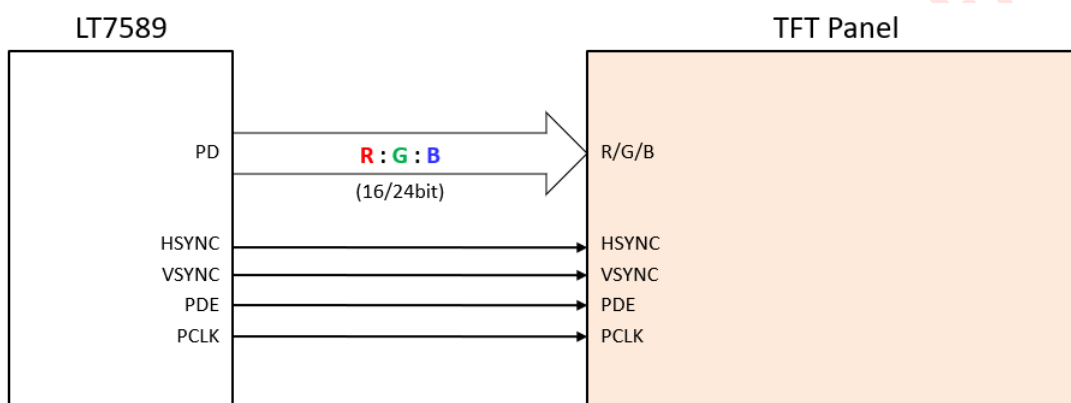 LT7589 TFT Panel
PD R : G : B R/G/B
(16/24bit)
HSYNC HSYNC
VSYNC VSYNC
PDE PDE
PCLK PCLK